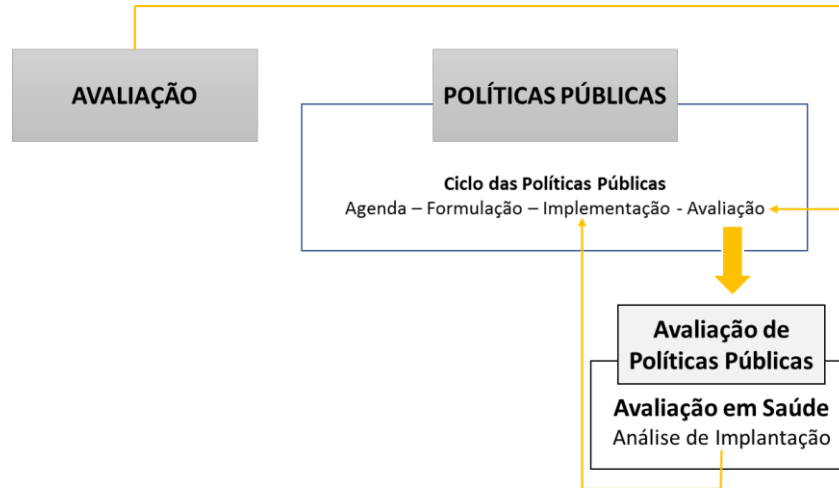 AVALIAÇÃO
POLÍTICAS PÚBLICAS
Ciclo das Políticas Públicas
Agenda – Formulação – Implementação - Avaliação
Avaliação de
Políticas Públicas
Avaliação em Saúde
Análise de Implantação